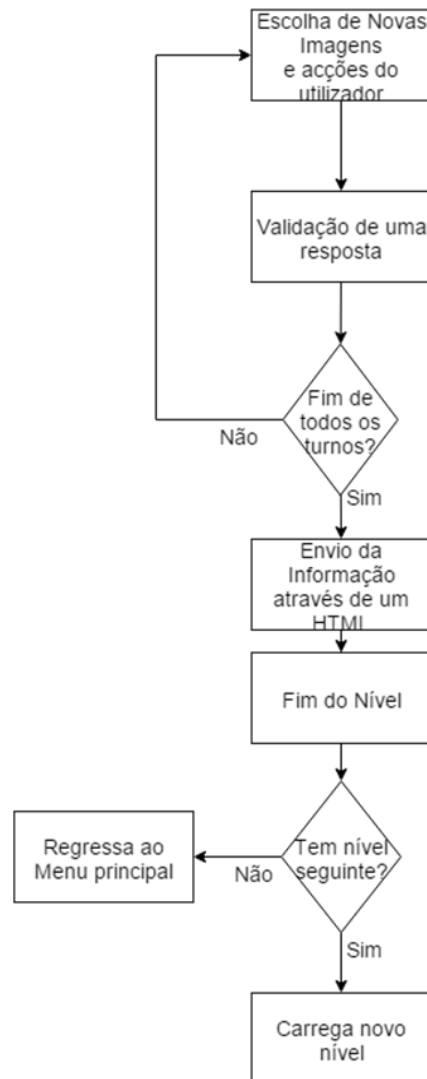 Escolha de Novas
Imagens
e acções do
utilizador
Validação de uma
resposta
Fim de
todos os
turnos?
Não
Sim
Envio da
Informação
através de um
HTML
Fim do Nível
Tem nível
seguinte?
Regressa ao
Menu principal
Não
Sim
Carrega novo
nível